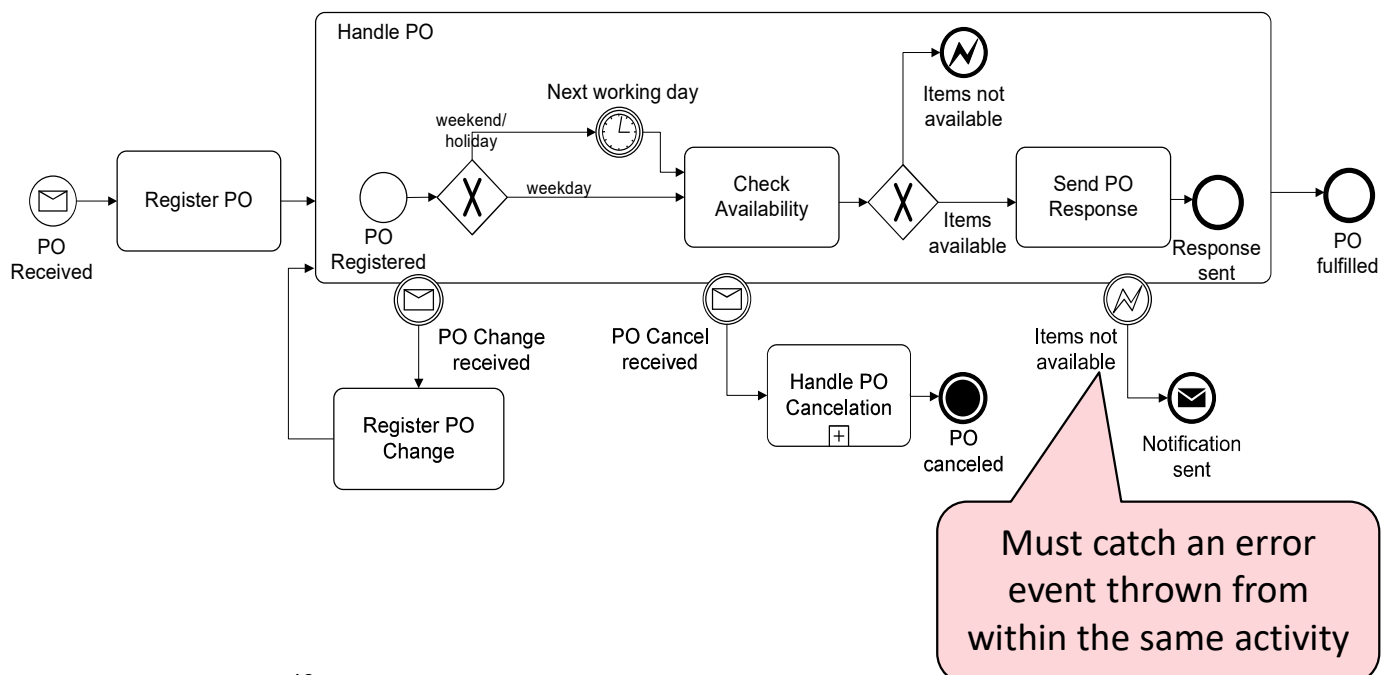 Handle PO
Items not
available
Next working day
weekend/
holiday
weekday
Register PO
Check
Availability
Send PO
Response
PO
Received
PO
Registered
Items
available
Response
sent
PO
fulfilled
PO Change
received
PO Cancel
received
Items not
available
Register PO
Change
Handle PO
Cancelation
PO
canceled
Notification
sent
Must catch an error
event thrown from
within the same activity